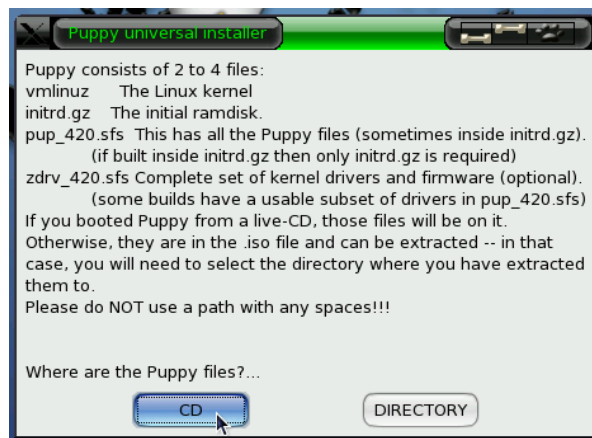 Puppy universal installer
Puppy consists of 2 to 4 files:
vmlinuz The Linux kernel
initrd.gz The initial ramdisk.
pup_420.sfs This has all the Puppy files (sometimes inside initrd.gz).
(if built inside initrd.gz then only initrd.gz is required)
zdrv_420.sfs Complete set of kernel drivers and firmware (optional).
(some builds have a usable subset of drivers in pup_420.sfs)
If you booted Puppy from a live-CD, those files will be on it.
Otherwise, they are in the .iso file and can be extracted -- in that
case, you will need to select the directory where you have extracted
them to.
Please do NOT use a path with any spaces!!!
Where are the Puppy files?...
CD
DIRECTORY